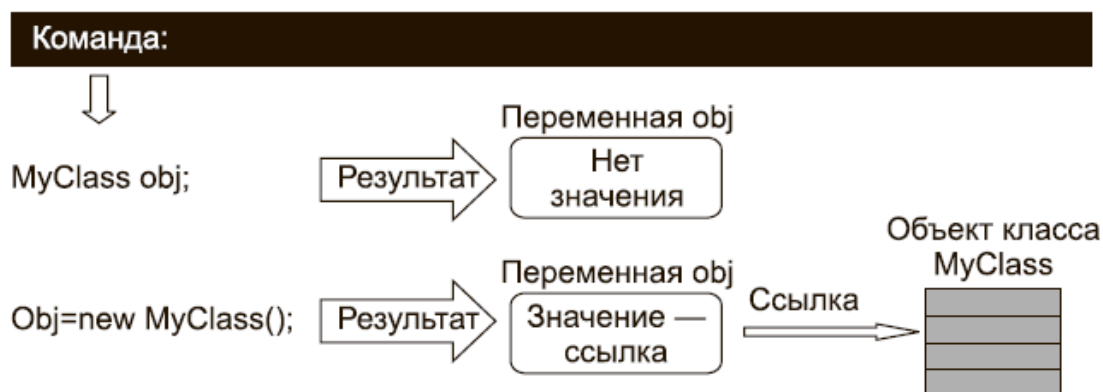 Команда:
Переменная obj
MyClass obj;
Результат
Нет
значения
Объект класса
MyClass
Переменная obj
Obj=new MyClass();
Результат
Значение —
ссылка
Ссылка